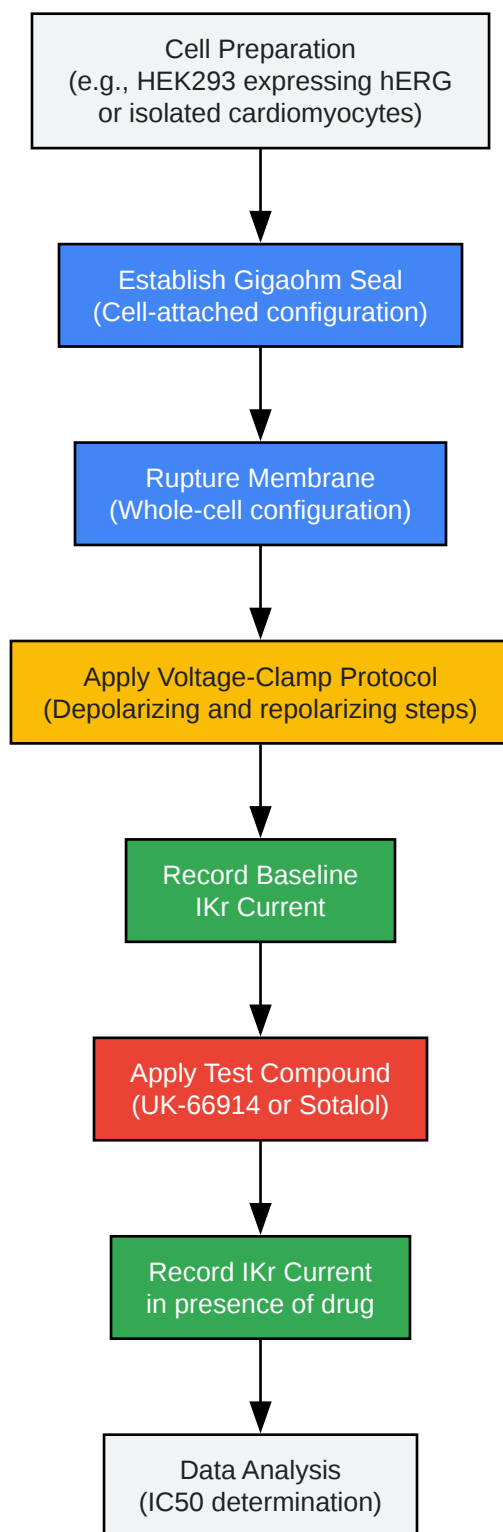 Cell Preparation
(e.g., HEK293 expressing hERG
or isolated cardiomyocytes)
Establish Gigaohm Seal
(Cell-attached configuration)
Rupture Membrane
(Whole-cell configuration)
Apply Voltage-Clamp Protocol
(Depolarizing and repolarizing steps)
Record Baseline
IKr Current
Apply Test Compound
(UK-66914 or Sotalol)
Record IKr Current
in presence of drug
Data Analysis
(IC50 determination)